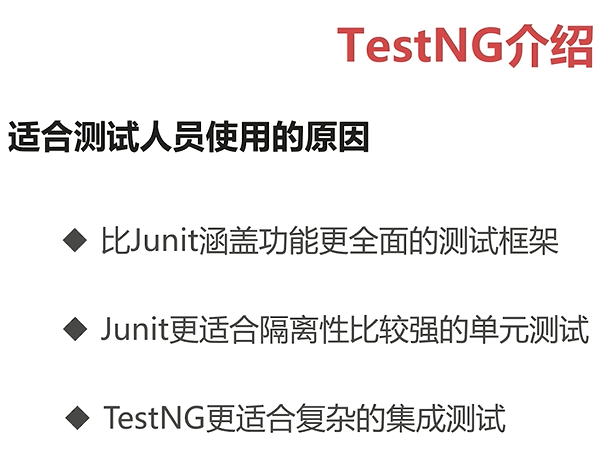 TestNG介绍
适合测试人员使用的原因
◆ 比Junit涵盖功能更全面的测试框架
◆ Junit更适合隔离性比较强的单元测试
◆ TestNG更适合复杂的集成测试